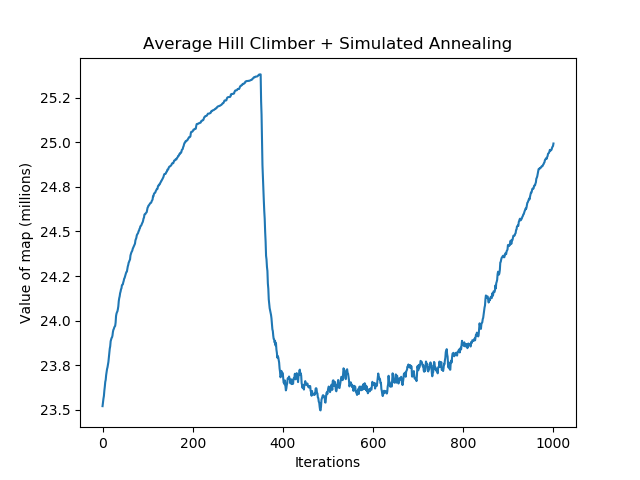 Average Hill Climber + Simulated Annealing
Value of map (millions)
25.2
25.0
24.8
24.5
24.2
24.0
23.8
23.5
0 200 400 600 800 1000
Iterations